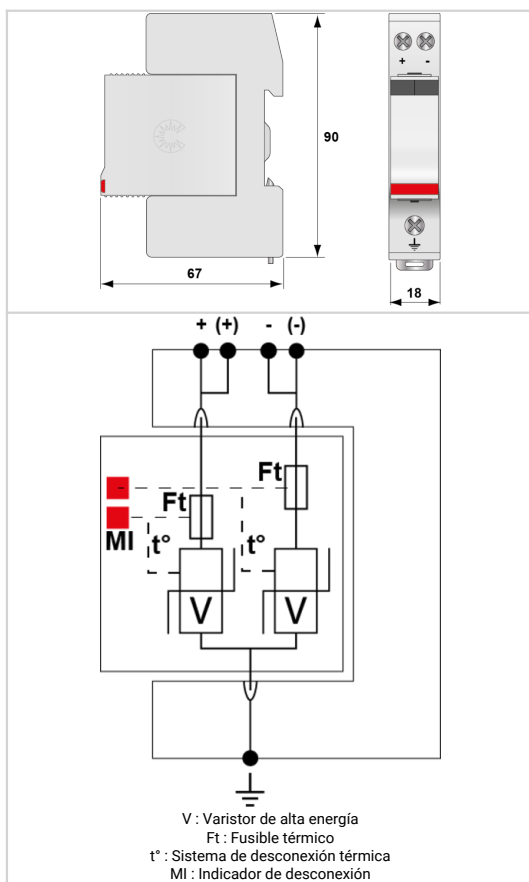 + -
90
67
18
+ (+) - (-)
Ft
Ft
MI t° t°
V V
V : Varistor de alta energía
Ft : Fusible térmico
t° : Sistema de desconexión térmica
MI : Indicador de desconexión